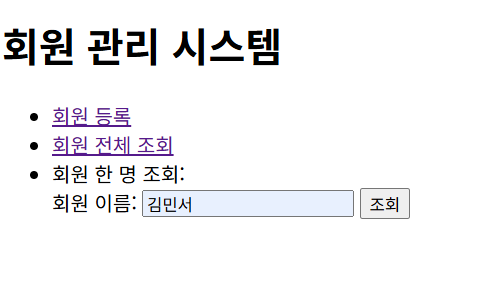 회원 관리 시스템
회원 등록
회원 전체 조회
회원 한 명 조회:
회원 이름: 김민서 조회